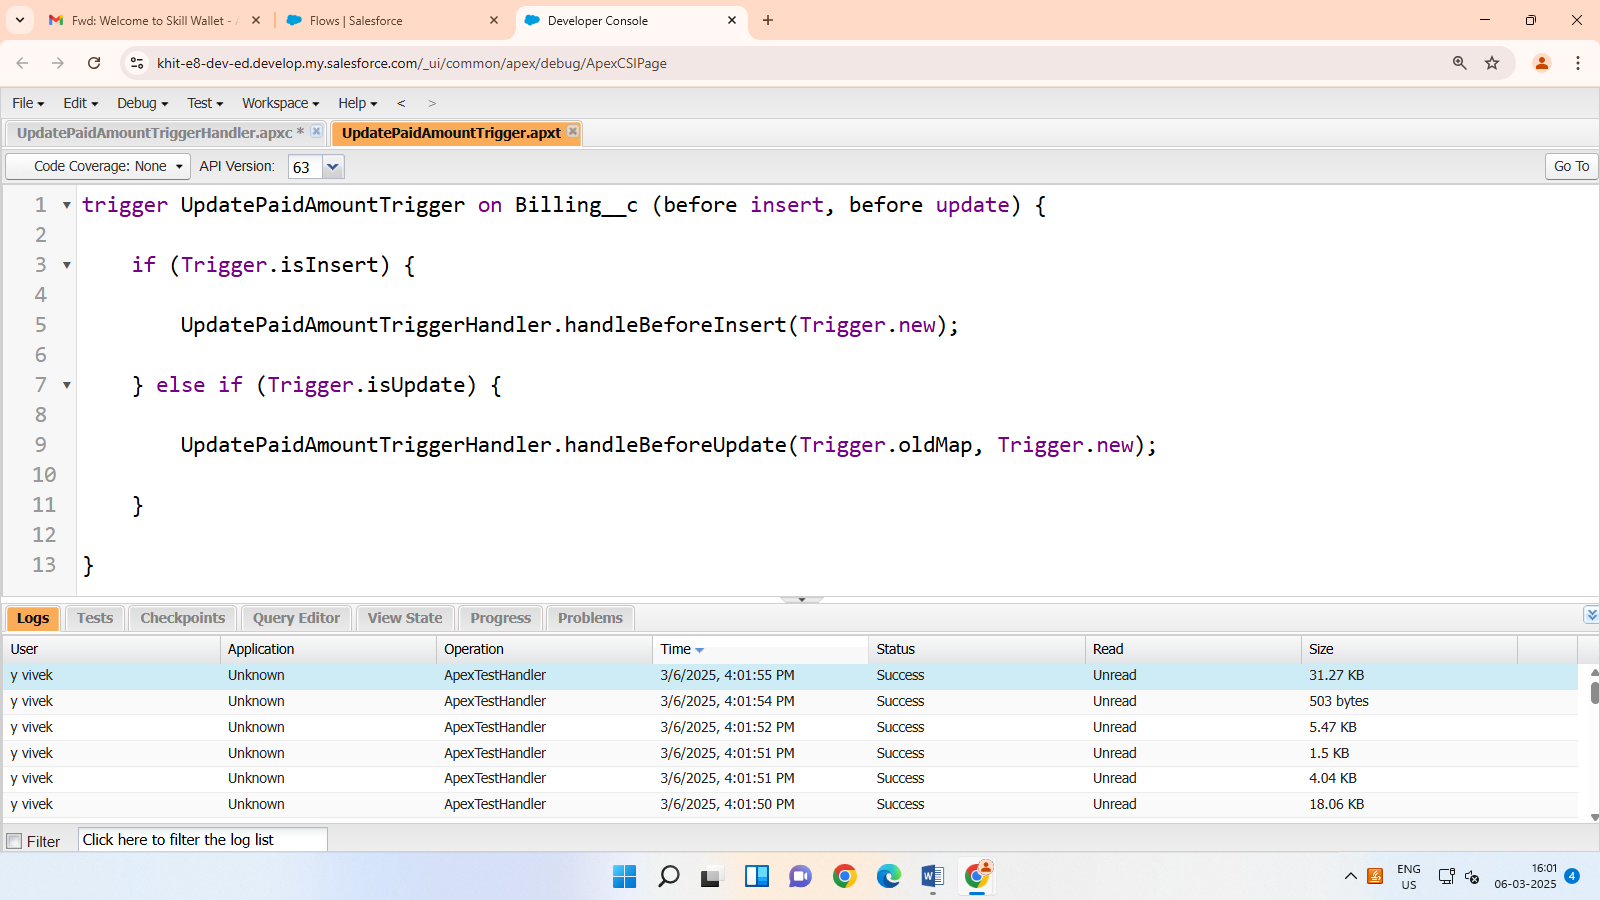 Fwd: Welcome to Skill Wallet -
Flows | Salesforce
Developer Console
khit-e8-dev-ed.develop.my.salesforce.com/_ui/common/apex/debug/ApexCSIPage
File Edit Debug Test Workspace Help < >
UpdatePaidAmountTriggerHandler.apxc *
UpdatePaidAmountTrigger.apxt
Code Coverage: None API Version: 63 Go To
1 trigger UpdatePaidAmountTrigger on Billing__c (before insert, before update) {
2
3 if (Trigger.isInsert) {
4
5 UpdatePaidAmountTriggerHandler.handleBeforeInsert(Trigger.new);
6
7 } else if (Trigger.isUpdate) {
8
9 UpdatePaidAmountTriggerHandler.handleBeforeUpdate(Trigger.oldMap, Trigger.new);
10
11 }
12
13 }
Logs Tests Checkpoints Query Editor View State Progress Problems
User Application Operation Time Status Read Size
y vivek Unknown ApexTestHandler 3/6/2025, 4:01:55 PM Success Unread 31.27 KB
y vivek Unknown ApexTestHandler 3/6/2025, 4:01:54 PM Success Unread 503 bytes
y vivek Unknown ApexTestHandler 3/6/2025, 4:01:52 PM Success Unread 5.47 KB
y vivek Unknown ApexTestHandler 3/6/2025, 4:01:51 PM Success Unread 1.5 KB
y vivek Unknown ApexTestHandler 3/6/2025, 4:01:51 PM Success Unread 4.04 KB
y vivek Unknown ApexTestHandler 3/6/2025, 4:01:50 PM Success Unread 18.06 KB
Filter Click here to filter the log list
ENG
US
16:01
06-03-2025
4